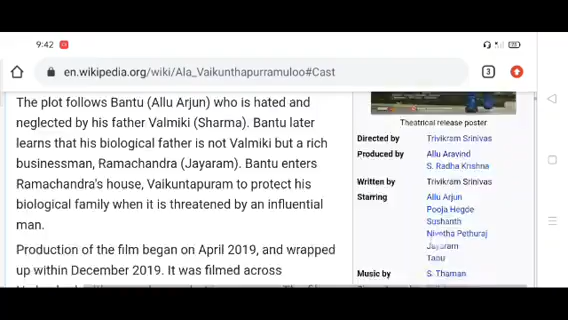 9:42
en.wikipedia.org/wiki/Ala_Vaikunthapurramuloo#Cast
3
The plot follows Bantu (Allu Arjun) who is hated and
neglected by his father Valmiki (Sharma). Bantu later
learns that his biological father is not Valmiki but a rich
businessman, Ramachandra (Jayaram). Bantu enters
Ramachandra's house, Vaikuntapuram to protect his
biological family when it is threatened by an influential
man.
Production of the film began on April 2019, and wrapped
up within December 2019. It was filmed across
Theatrical release poster
Directed by Trivikram Srinivas
Produced by Allu Aravind
S. Radha Krishna
Written by Trivikram Srinivas
Starring Allu Arjun
Pooja Hegde
Sushanth
Nivetha Pethuraj
Jayaram
Tabu
Music by S. Thaman